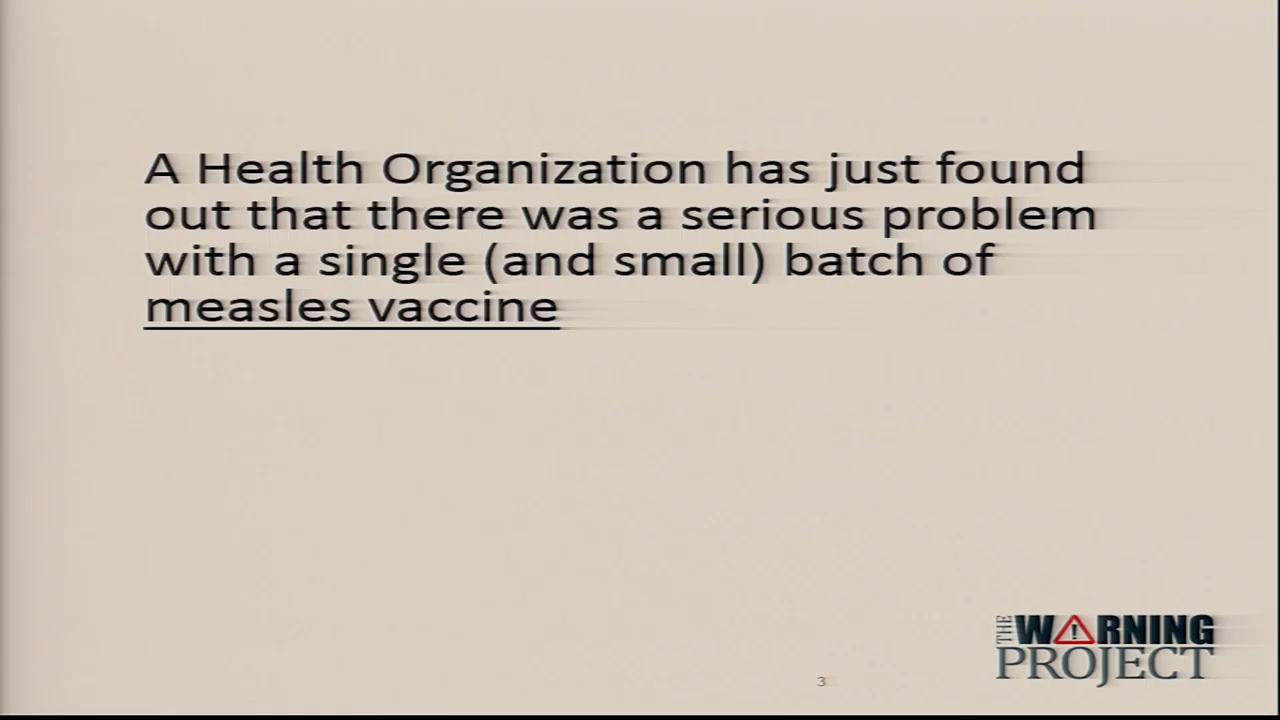 A Health Organization has just found
out that there was a serious problem
with a single (and small) batch of
measles vaccine
THE WARNING
PROJECT
3